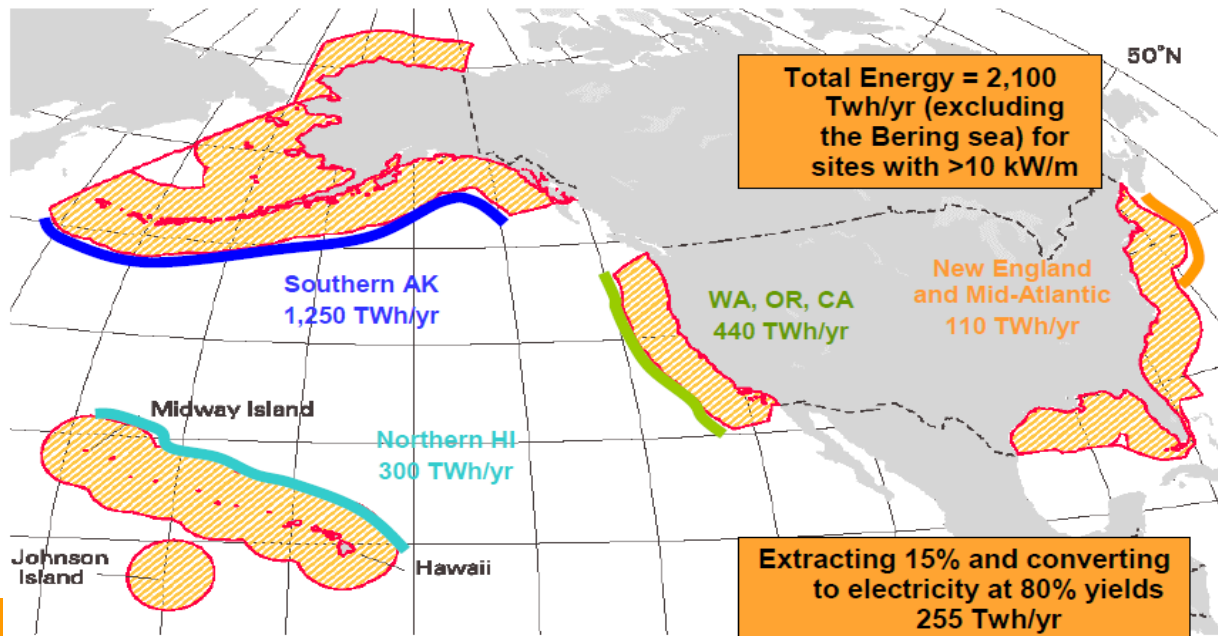 50°N
Total Energy = 2,100
Twh/yr (excluding
the Bering sea) for
sites with >10 kW/m
Southern AK
1,250 TWh/yr
WA, OR, CA
440 TWh/yr
New England
and Mid-Atlantic
110 TWh/yr
Midway Island
Northern HI
300 TWh/yr
Johnson
Island
Hawaii
Extracting 15% and converting
to electricity at 80% yields
255 Twh/yr